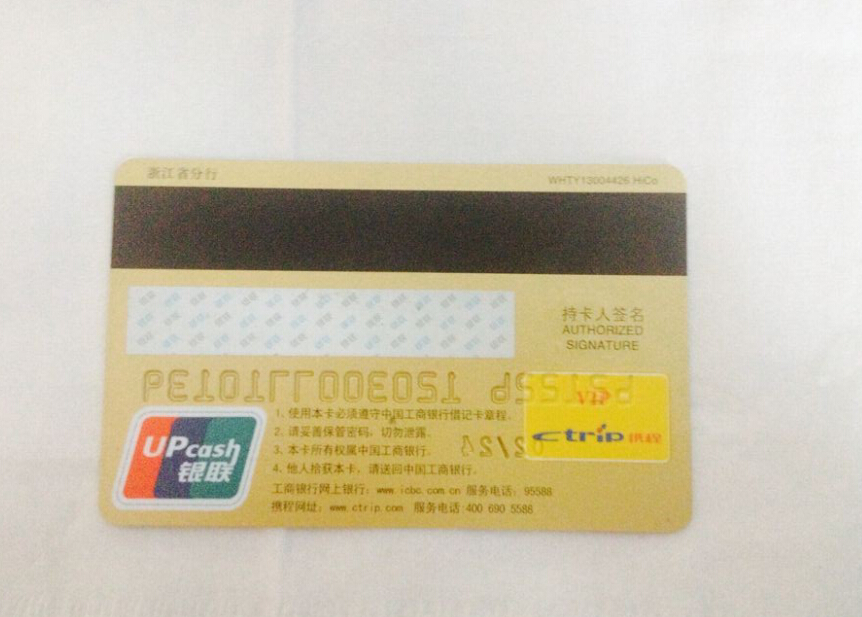 浙江省分行
WHTY13004426 HiCo
持卡人签名
AUTHORIZED
SIGNATURE
VIP
Ctrip 携程
UPcash
银联
1、使用本卡必须遵守中国工商银行借记卡章程。
2、请妥善保管密码，切勿泄露。
3、本卡所有权属中国工商银行。
4、他人拾获本卡，请送回中国工商银行。
工商银行网上银行：www.icbc.com.cn 服务电话：95588
携程网址：www.ctrip.com 服务电话:400 690 5586